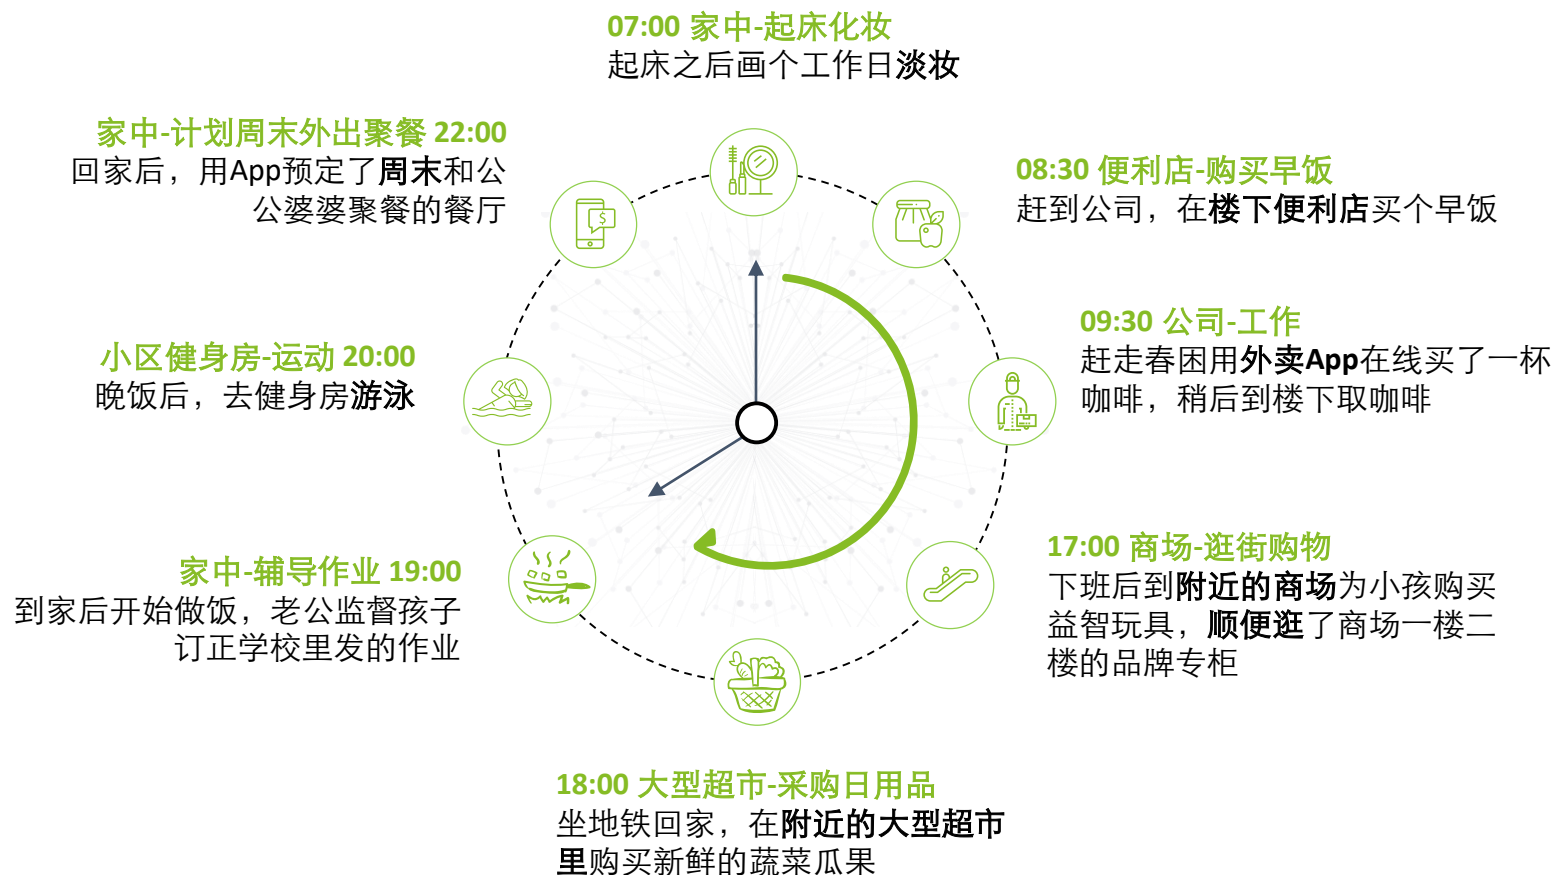 07:00 家中-起床化妆
起床之后画个工作日淡妆
08:30 便利店-购买早饭
赶到公司，在楼下便利店买个早饭
09:30 公司-工作
赶走春困用外卖App在线买了一杯
咖啡，稍后到楼下取咖啡
17:00 商场-逛街购物
下班后到附近的商场为小孩购买
益智玩具，顺便逛了商场一楼二
楼的品牌专柜
18:00 大型超市-采购日用品
坐地铁回家，在附近的大型超市
里购买新鲜的蔬菜瓜果
家中-辅导作业 19:00
到家后开始做饭，老公监督孩子
订正学校里发的作业
小区健身房-运动 20:00
晚饭后，去健身房游泳
家中-计划周末外出聚餐 22:00
回家后，用App预定了周末和公
公婆婆聚餐的餐厅